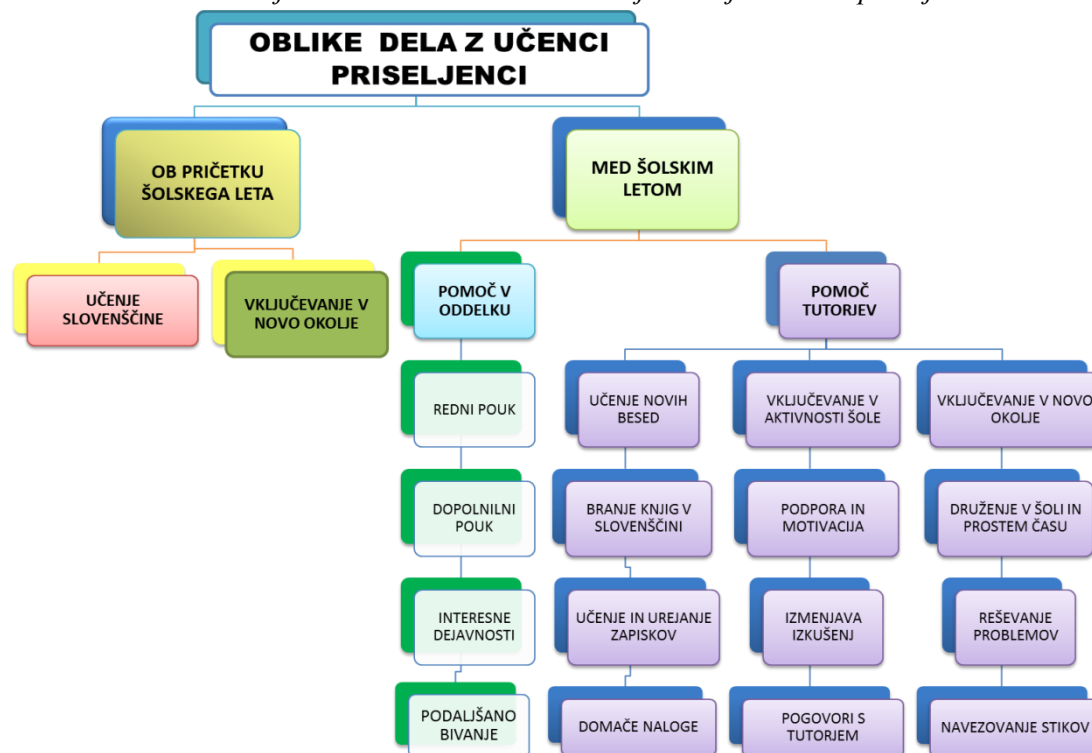 OBLIKE DELA Z UČENCI
PRISELJENCI
OB PRIČETKU
ŠOLSKEGA LETA
MED ŠOLSKIM
LETOM
UČENJE
SLOVENŠČINE
VKLJUČEVANJE V
NOVO OKOLJE
POMOČ V
ODDELKU
POMOČ
TUTORJEV
REDNI POUK
UČENJE NOVIH
BESED
VKLJUČEVANJE V
AKTIVNOSTI ŠOLE
VKLJUČEVANJE V NOVO
OKOLJE
DOPOLNILNI
POUK
BRANJE KNJIG V
SLOVENŠČINI
PODPORA IN
MOTIVACIJA
DRUŽENJE V ŠOLI IN
PROSTEM ČASU
INTERESNE
DEJAVNOSTI
UČENJE IN UREJANJE
ZAPISKOV
IZMENJAVA
IZKUŠENJ
REŠEVANJE
PROBLEMOV
PODALJŠANO
BIVANJE
DOMAČE NALOGE
POGOVORI S
TUTORJEM
NAVEZOVANJE STIKOV